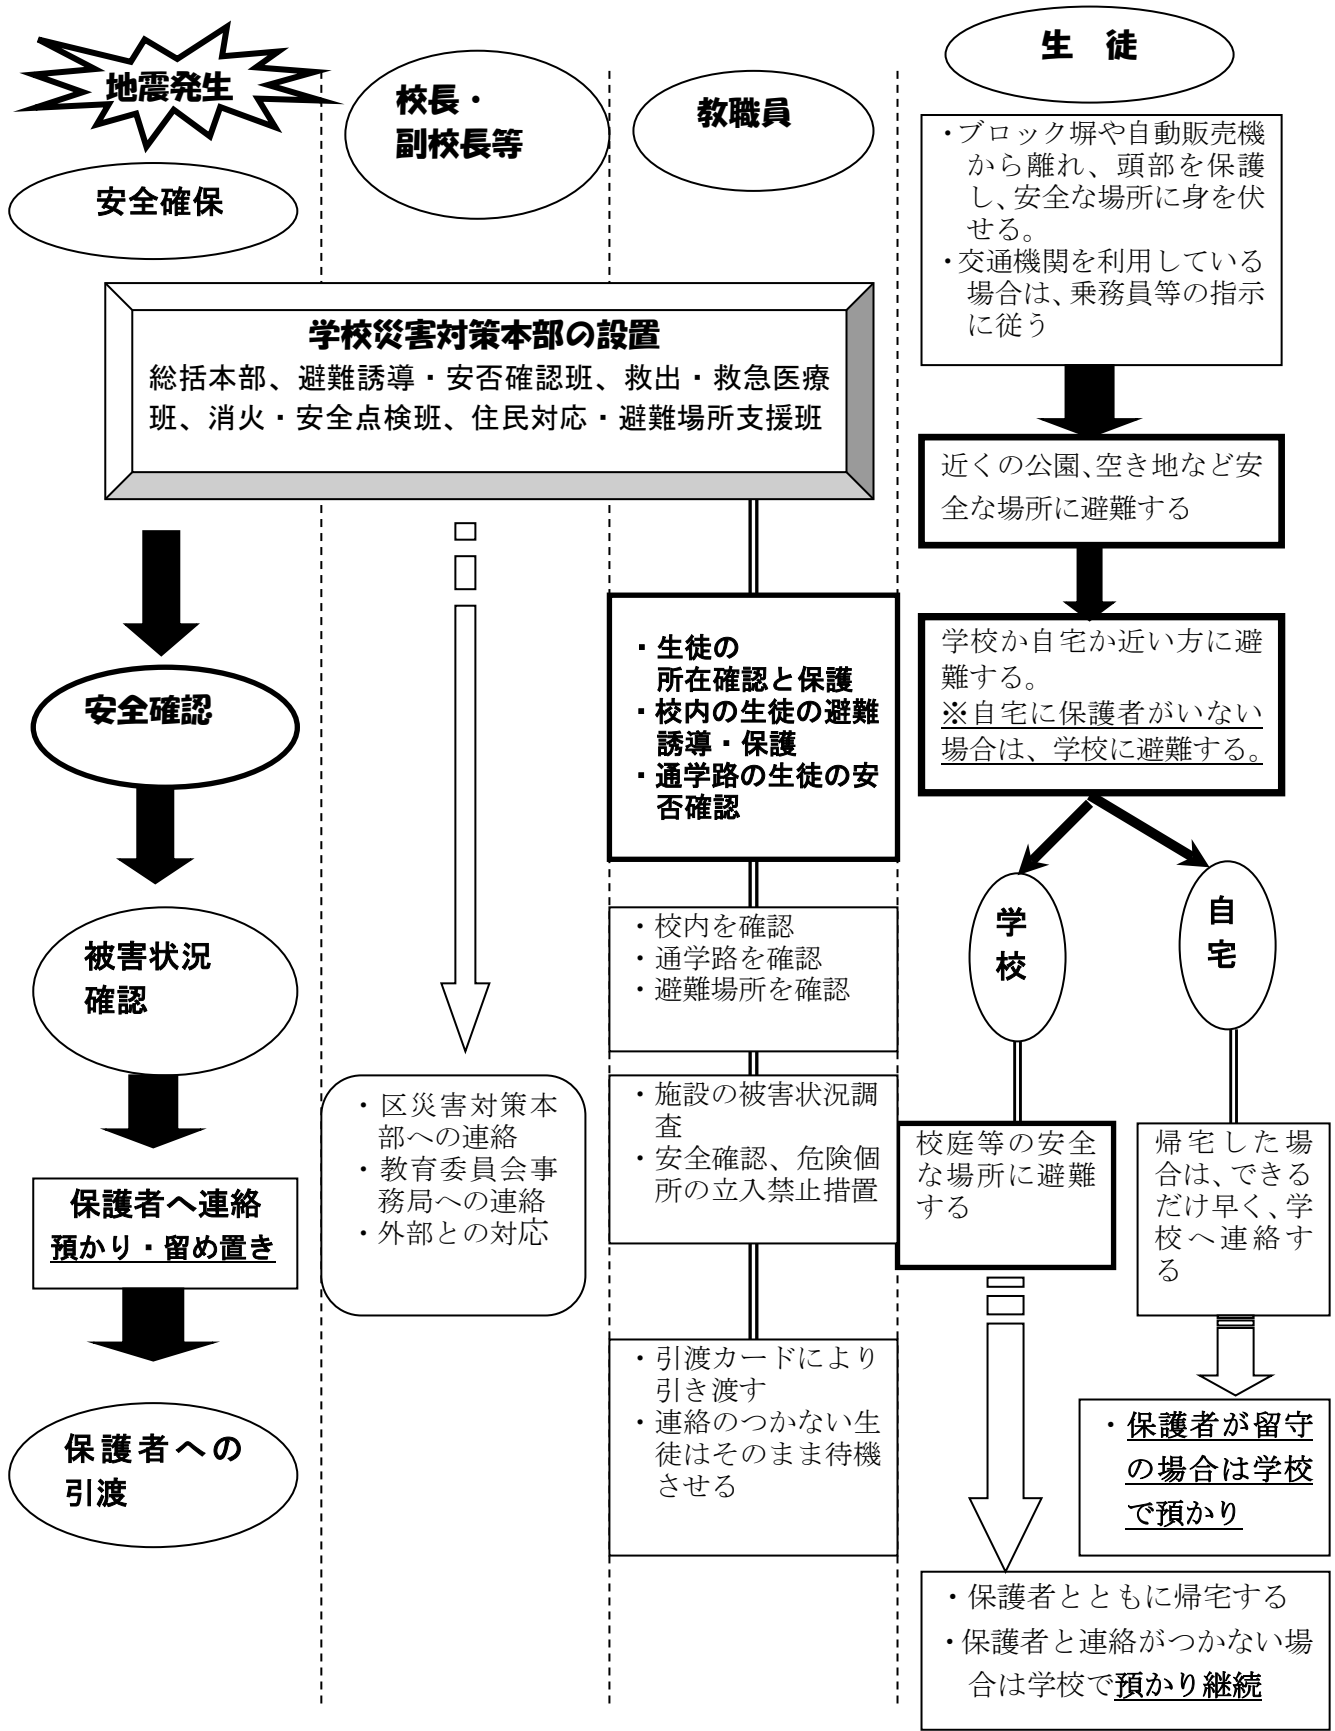 地震発生
安全確保
校長・
副校長等
教職員
生 徒
・ブロック塀や自動販売機
から離れ、頭部を保護
し、安全な場所に身を伏
せる。
・交通機関を利用している
場合は、乗務員等の指示
に従う
学校災害対策本部の設置
総括本部、避難誘導・安否確認班、救出・救急医療
班、消火・安全点検班、住民対応・避難場所支援班
近くの公園、空き地など安
全な場所に避難する
安全確認
・生徒の
所在確認と保護
・校内の生徒の避難
誘導・保護
・通学路の生徒の安
否確認
学校か自宅か近い方に避
難する。
※自宅に保護者がいない
場合は、学校に避難する。
学
校
自
宅
被害状況
確認
・校内を確認
・通学路を確認
・避難場所を確認
・区災害対策本
部への連絡
・教育委員会事
務局への連絡
・外部との対応
・施設の被害状況調
査
・安全確認、危険個
所の立入禁止措置
校庭等の安全
な場所に避難
する
帰宅した場
合は、できる
だけ早く、学
校へ連絡す
る
保護者へ連絡
預かり・留め置き
・引渡カードにより
引き渡す
・連絡のつかない生
徒はそのまま待機
させる
保護者への
引渡
・保護者が留守
の場合は学校
で預かり
・保護者とともに帰宅する
・保護者と連絡がつかない場
合は学校で預かり継続